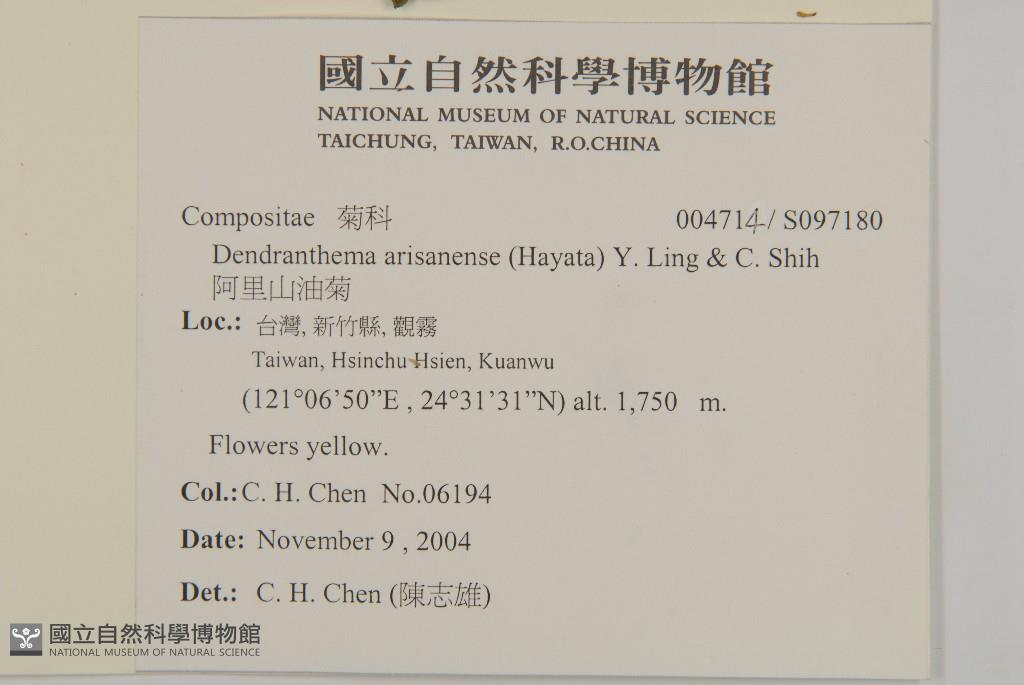 國立自然科學博物館
NATIONAL MUSEUM OF NATURAL SCIENCE
TAICHUNG, TAIWAN, R.O.CHINA
Compositae 菊科 004714 / S097180
Dendranthema arisanense (Hayata) Y. Ling & C. Shih
阿里山油菊
Loc.: 台灣, 新竹縣, 觀霧
Taiwan, Hsinchu Hsien, Kuanwu
(121°06’50”E , 24°31’31”N) alt. 1,750 m.
Flowers yellow.
Col.: C. H. Chen No.06194
Date: November 9 , 2004
Det.: C. H. Chen (陳志雄)
國立自然科學博物館
NATIONAL MUSEUM OF NATURAL SCIENCE